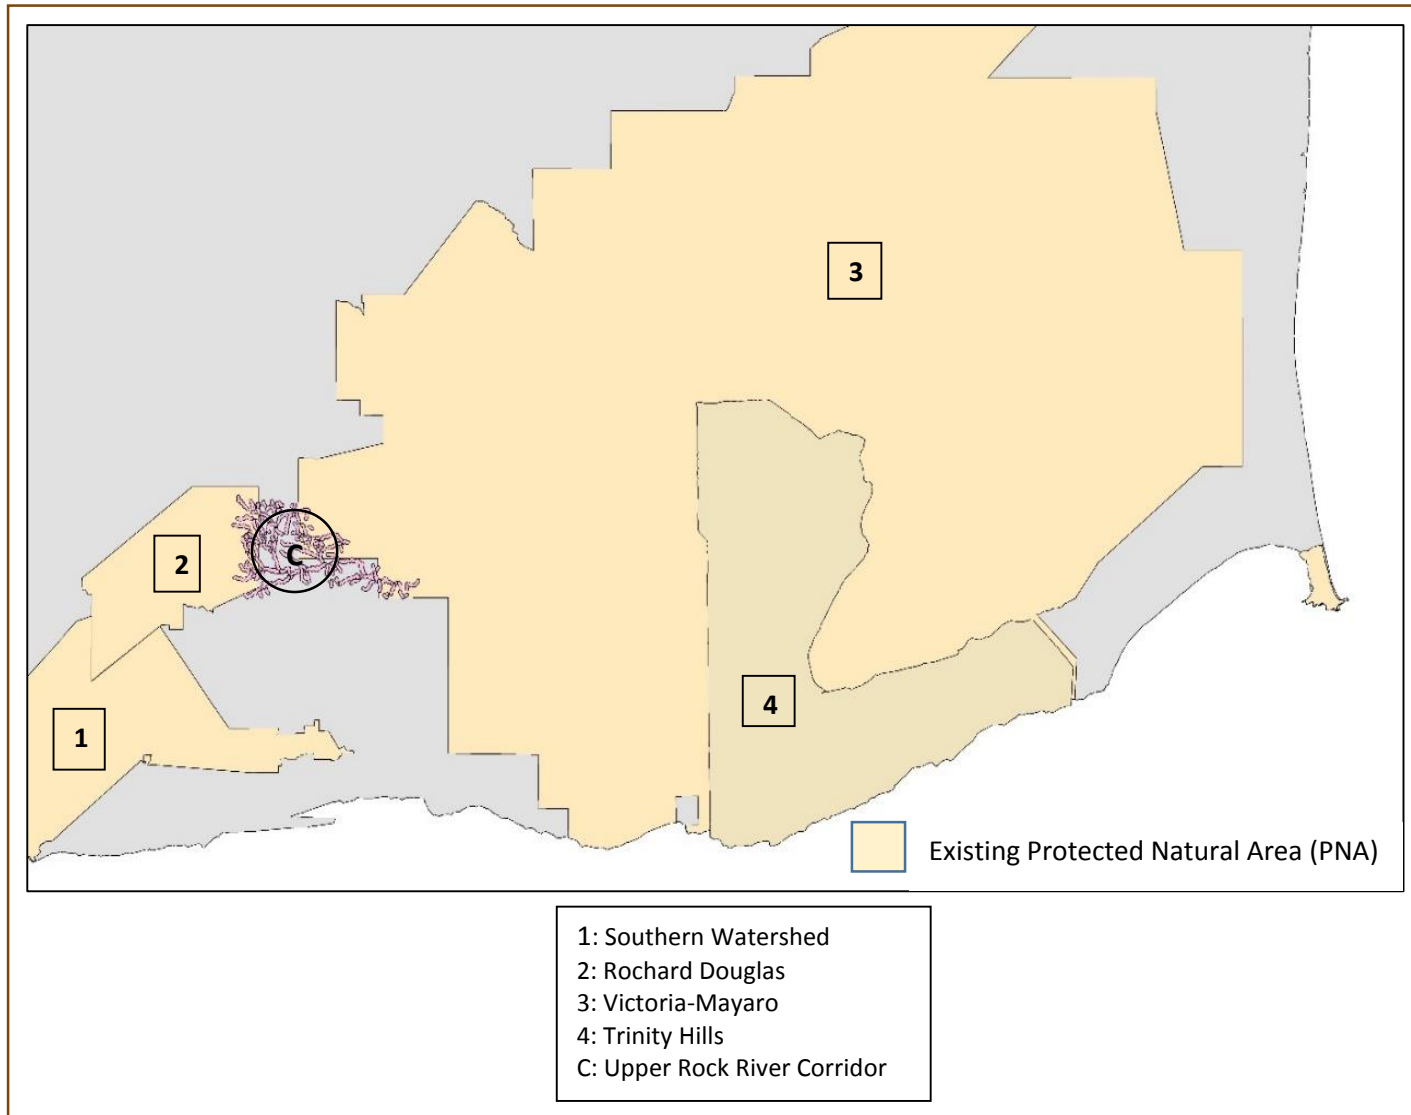 3
C
2
4
1
Existing Protected Natural Area (PNA)
1: Southern Watershed
2: Rochard Douglas
3: Victoria-Mayaro
4: Trinity Hills
C: Upper Rock River Corridor